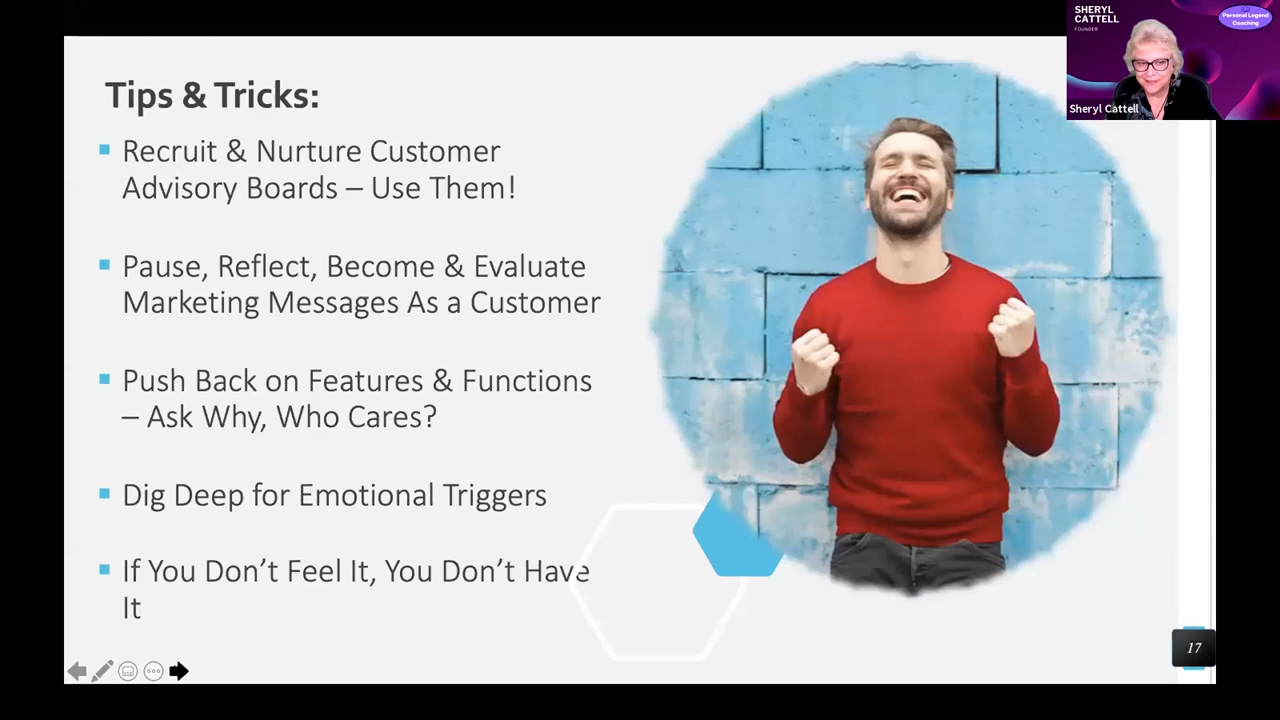 Tips & Tricks:
Recruit & Nurture Customer
Advisory Boards – Use Them!
Pause, Reflect, Become & Evaluate
Marketing Messages As a Customer
Push Back on Features & Functions
– Ask Why, Who Cares?
Dig Deep for Emotional Triggers
If You Don’t Feel It, You Don’t Have
It
SHERYL
CATTELL
FOUNDER
Personal Legend
Coaching
Sheryl Cattell
17